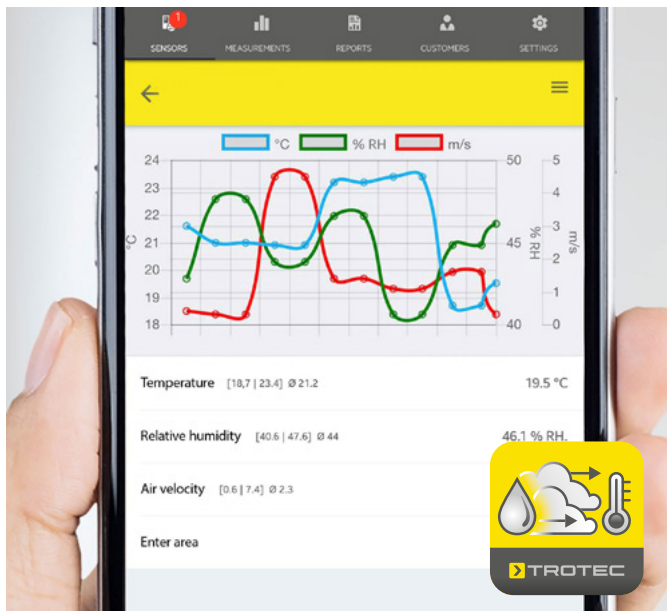 1
SENSORS MEASUREMENTS REPORTS CUSTOMERS SETTINGS
°C % RH m/s
24 50 5
23 4
22
21 45 3
20 2
19 1
18 40 0
°C
% RH
m/s
Temperature [18,7 | 23.4] Ø 21.2 19.5 °C
Relative humidity [40.6 | 47.6] Ø 44 46.1 % RH.
Air velocity [0.6 | 7.4] Ø 2.3
Enter area
TROTEC